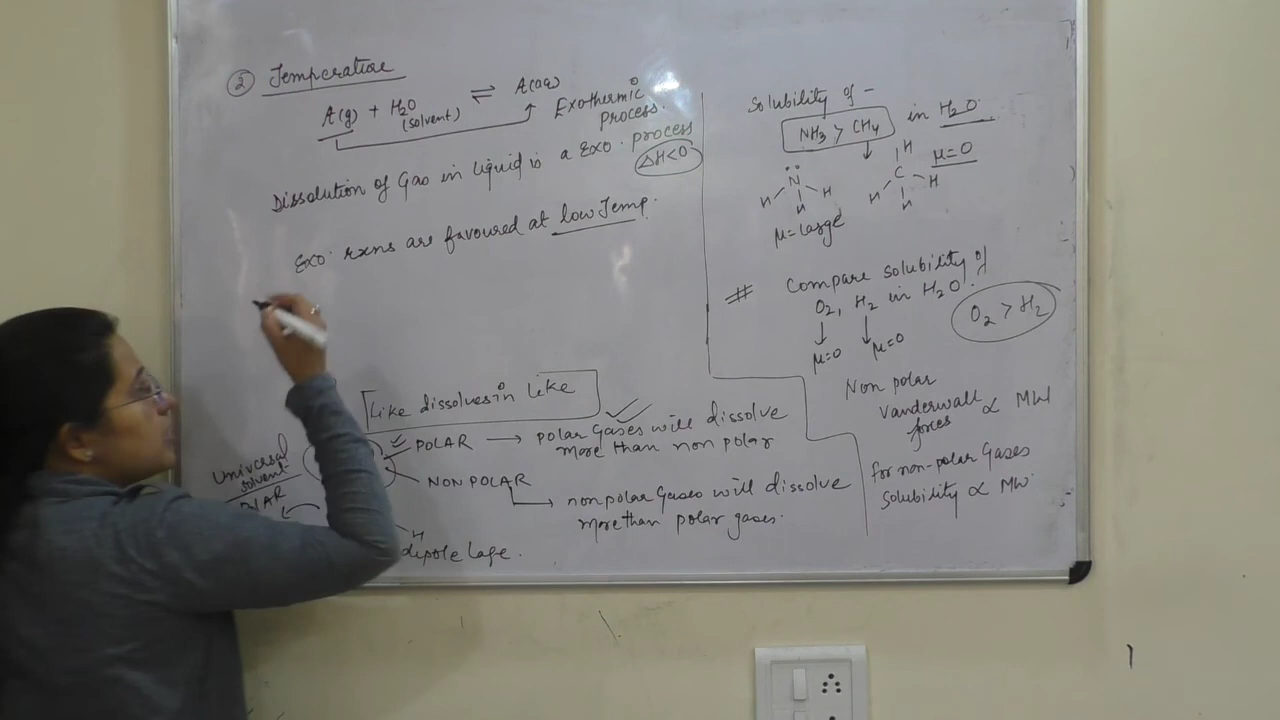 ② Temperature
A(g) + H2O ⇌ A(aq)
(solvent)
Exothermic
process.
Dissolution of Gas in liquid is a Exo. process
ΔH<0
Exo. rxns are favoured at low Temp.
Like dissolves in like
POLAR → polar Gases will dissolve
more than non polar
NON POLAR
→ nonpolar Gases will dissolve
more than polar gases.
Universal
solvent
dipole
Solubility of -
NH3 > CH4 in H2O.
μ=0
N
H H
H
H
C
H H
H
μ=large
# Compare solubility of
O2, H2 in H2O.
O2 > H2
μ=0 μ=0
Non polar
Vanderwall ∝ MW
forces
for non-polar Gases
solubility ∝ MW.